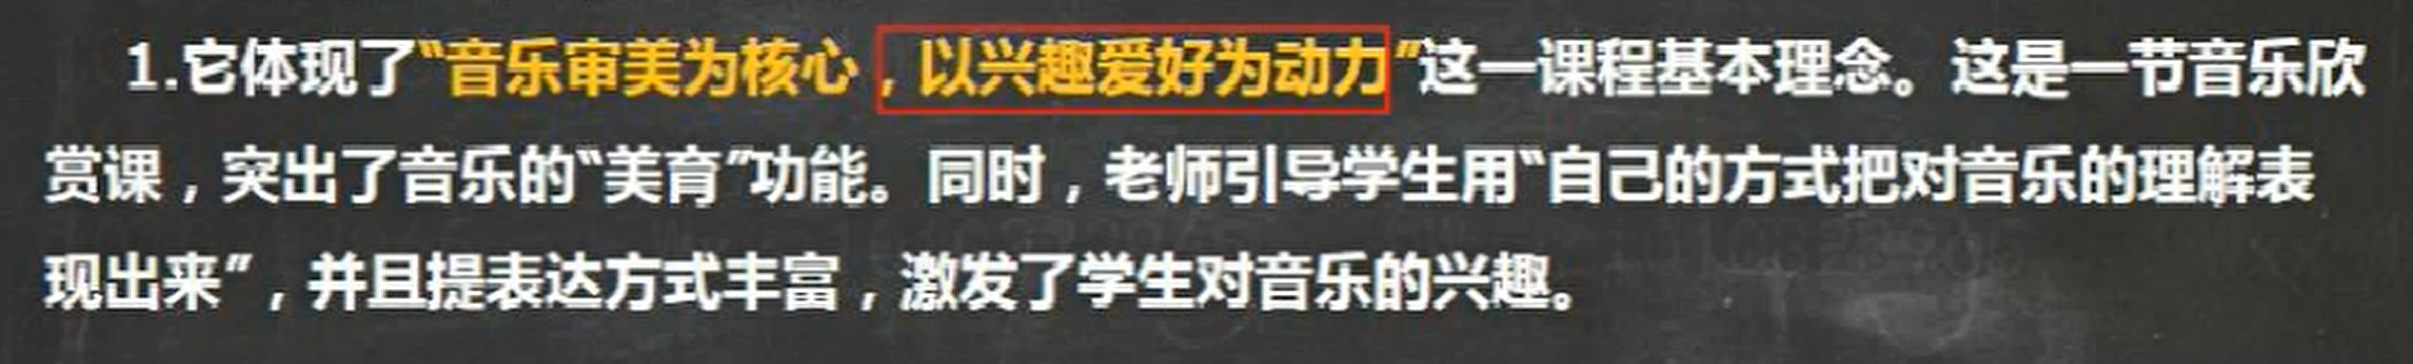 1.它体现了“音乐审美为核心，以兴趣爱好为动力”这一课程基本理念。这是一节音乐欣
赏课，突出了音乐的“美育”功能。同时，老师引导学生用“自己的方式把对音乐的理解表
现出来”，并且提表达方式丰富，激发了学生对音乐的兴趣。